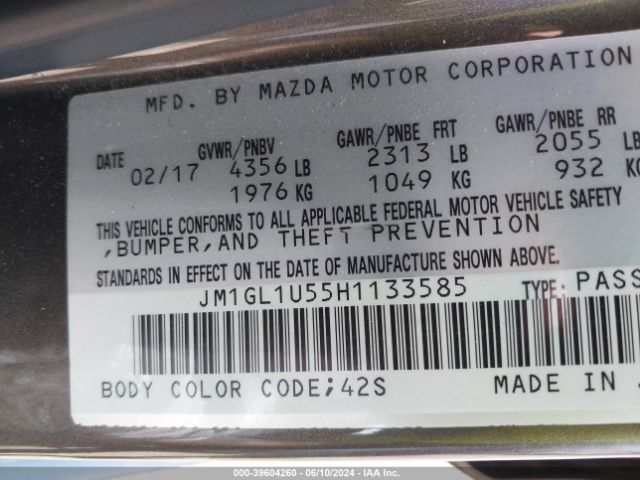 MFD. BY MAZDA MOTOR CORPORATION
GVWR/PNBV GAWR/PNBE FRT GAWR/PNBE RR
DATE 02/17 4356 LB 2313 LB 2055 LB
1976 KG 1049 KG 932 KG
THIS VEHICLE CONFORMS TO ALL APPLICABLE FEDERAL MOTOR VEHICLE SAFETY
,BUMPER,AND THEFT PREVENTION
STANDARDS IN EFFECT ON THE DATE OF MANUFACTURE SHOWN ABOVE.
JM1GL1U55H1133585 TYPE: PASS
BODY COLOR CODE;42S MADE IN
000-39604260 - 06/10/2024 - IAA Inc.